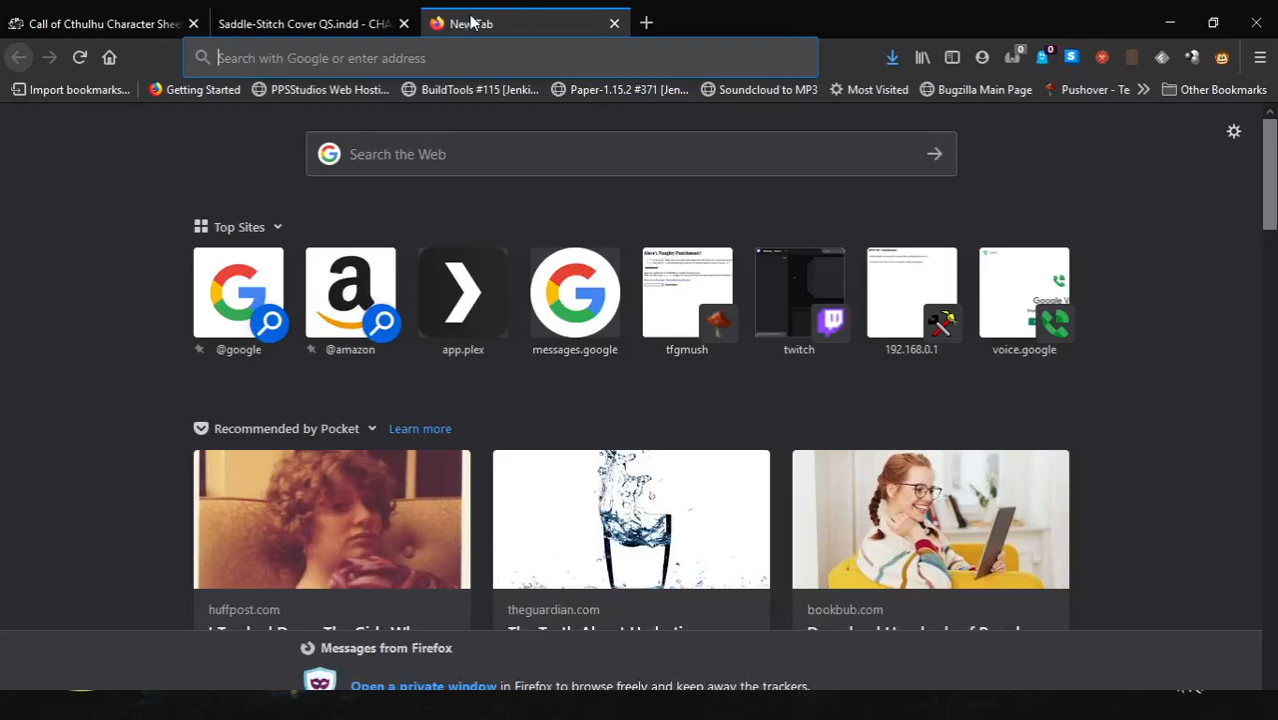 Call of Cthulhu Character Shee
Saddle-Stitch Cover QS.indd - CHA
New Tab
Search with Google or enter address
0
0
Import bookmarks...
Getting Started
PPSStudios Web Hosti...
BuildTools #115 [Jenki...
Paper-1.15.2 #371 [Jen...
Soundcloud to MP3
Most Visited
Bugzilla Main Page
Pushover - Te
Other Bookmarks
Search the Web
Top Sites
@google
@amazon
app.plex
messages.google
tfgmush
twitch
192.168.0.1
voice.google
Recommended by Pocket
Learn more
huffpost.com
theguardian.com
bookbub.com
Messages from Firefox
Open a private window in Firefox to browse freely and keep away the trackers.